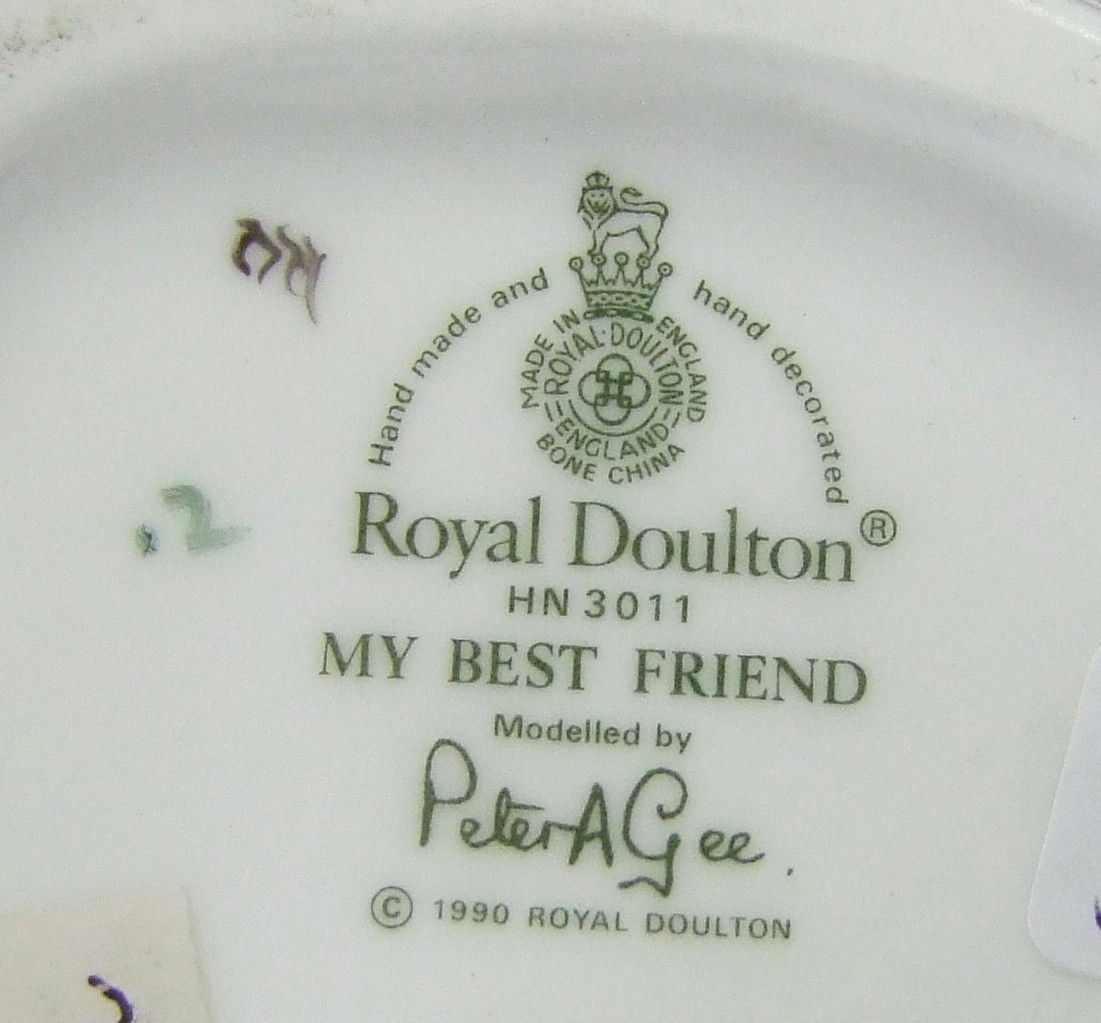 Hand made and hand decorated
MADE IN ENGLAND
ROYAL·DOULTON
ENGLAND
BONE CHINA
Royal Doulton®
HN 3011
MY BEST FRIEND
Modelled by
Peter A Gee.
© 1990 ROYAL DOULTON
.2